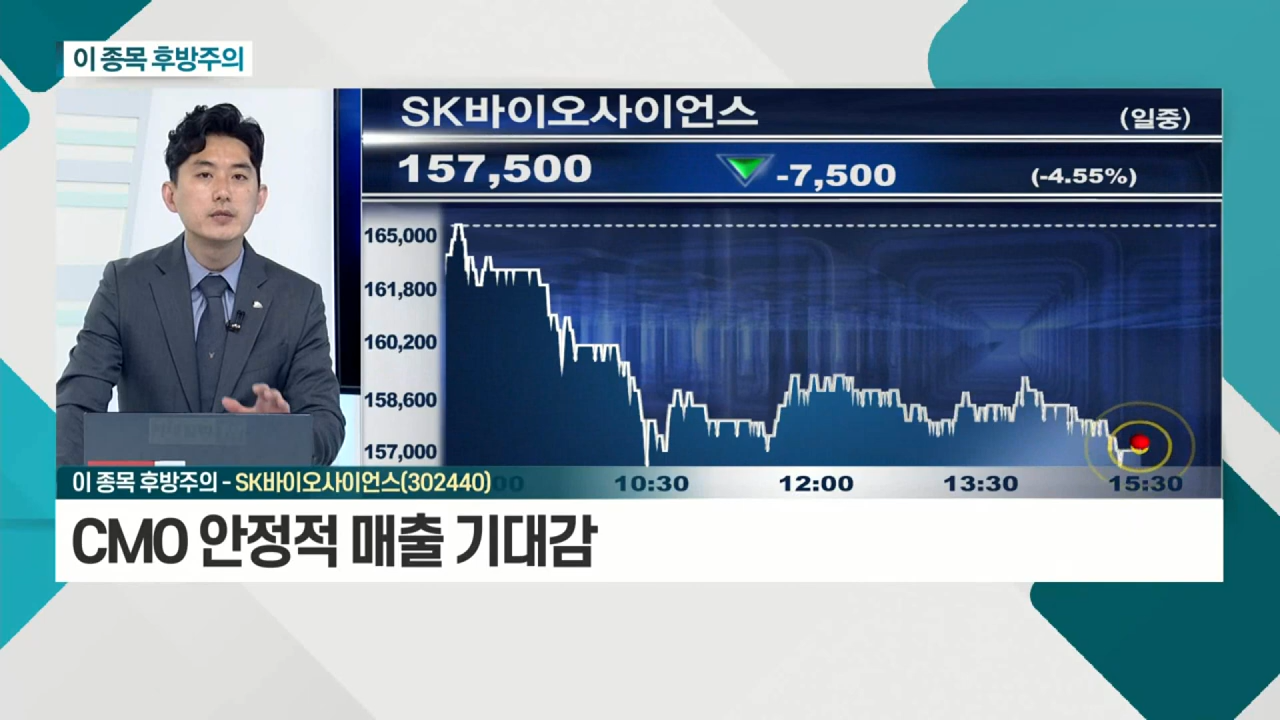 이 종목 후방주의
SK바이오사이언스
(일중)
157,500 -7,500 (-4.55%)
165,000
161,800
160,200
158,600
157,000
10:30 12:00 13:30 15:30
이 종목 후방주의 - SK바이오사이언스(302440)
CMO 안정적 매출 기대감